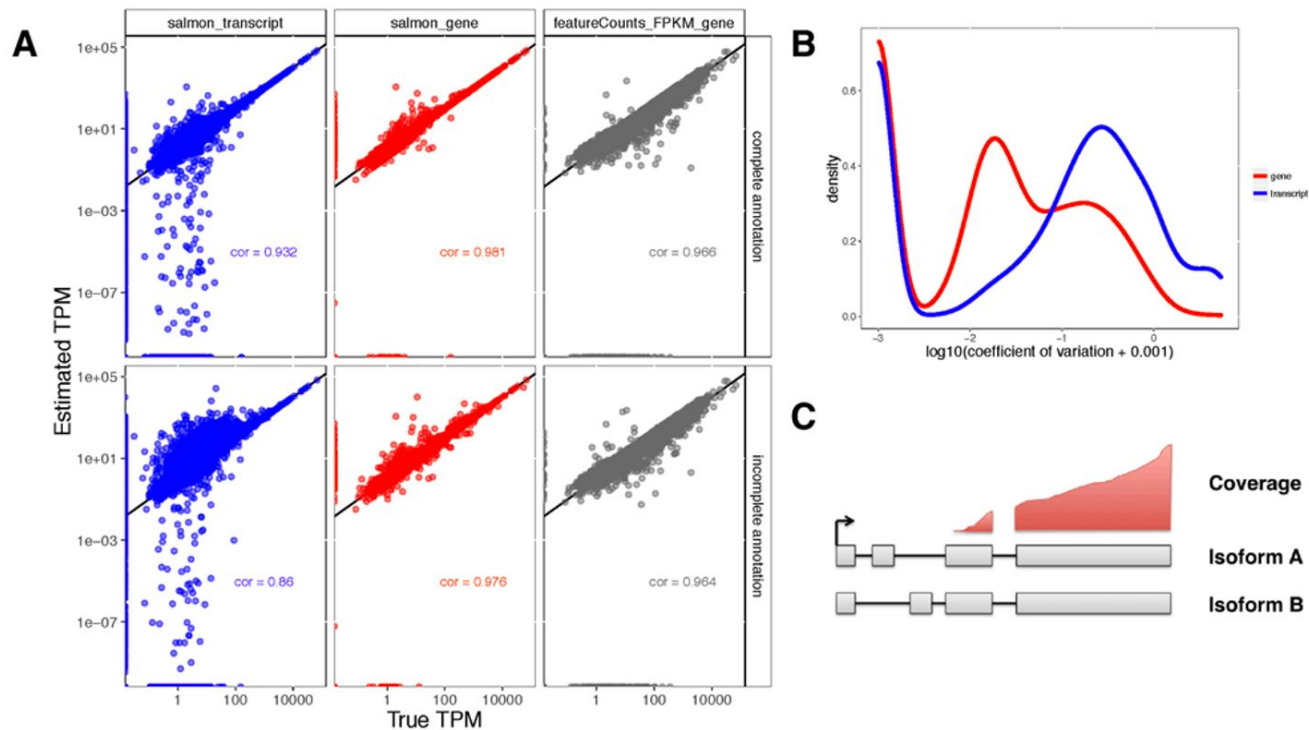 A
salmon_transcript
salmon_gene
featureCounts_FPKM_gene
1e+05
1e+01
1e−03
1e−07
cor = 0.932
cor = 0.981
cor = 0.966
complete annotation
Estimated TPM
1e+05
1e+01
1e−03
1e−07
cor = 0.86
cor = 0.976
cor = 0.964
incomplete annotation
1 100 10000
1 100 10000
1 100 10000
True TPM
B
density
0.6
0.4
0.2
0.0
−3 −2 −1 0
log10(coefficient of variation + 0.001)
gene
transcript
C
Coverage
Isoform A
Isoform B